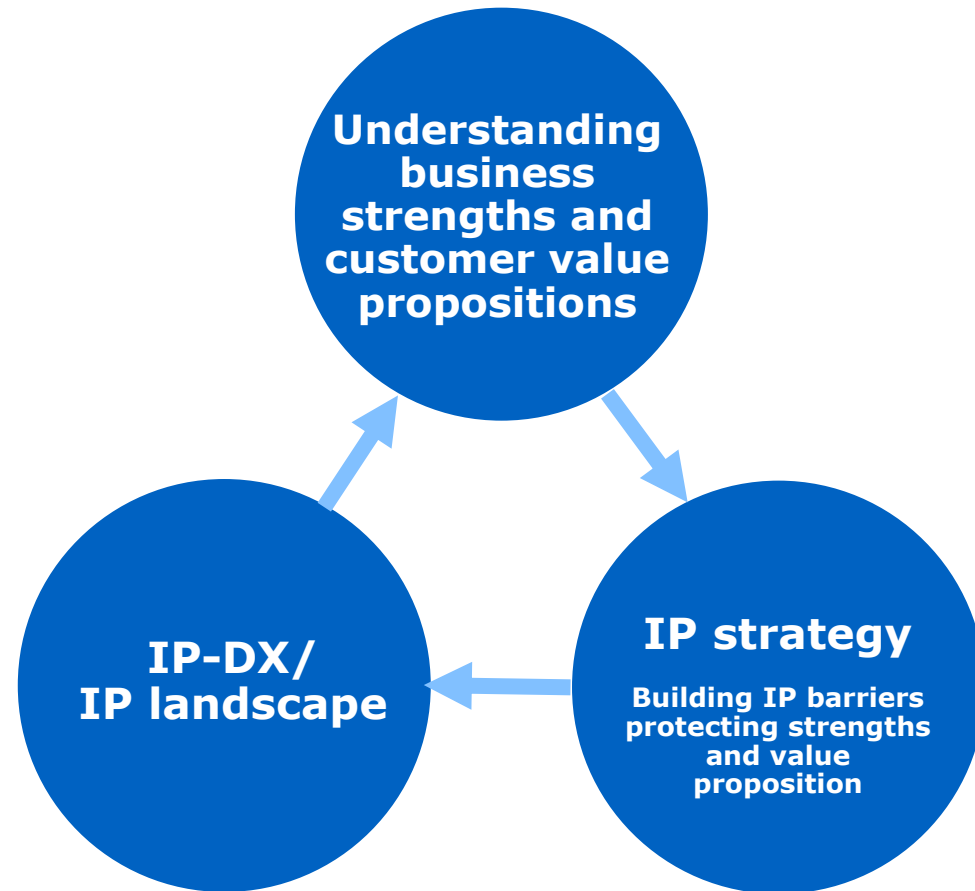 Understanding
business
strengths and
customer value
propositions
IP-DX/
IP landscape
IP strategy
Building IP barriers
protecting strengths
and value
proposition